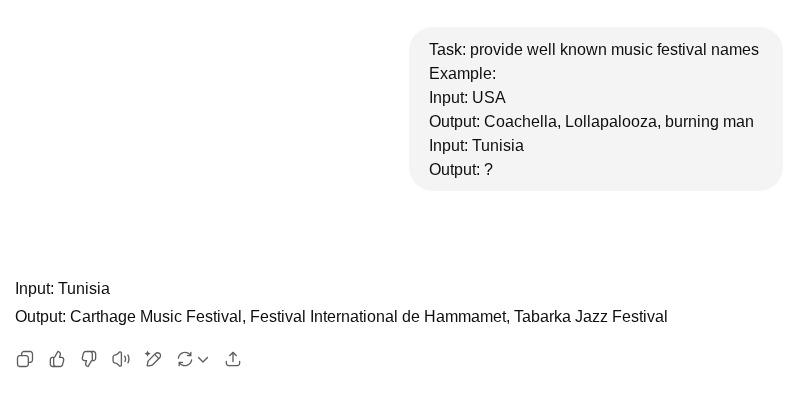 Task: provide well known music festival names
Example:
Input: USA
Output: Coachella, Lollapalooza, burning man
Input: Tunisia
Output: ?
Input: Tunisia
Output: Carthage Music Festival, Festival International de Hammamet, Tabarka Jazz Festival